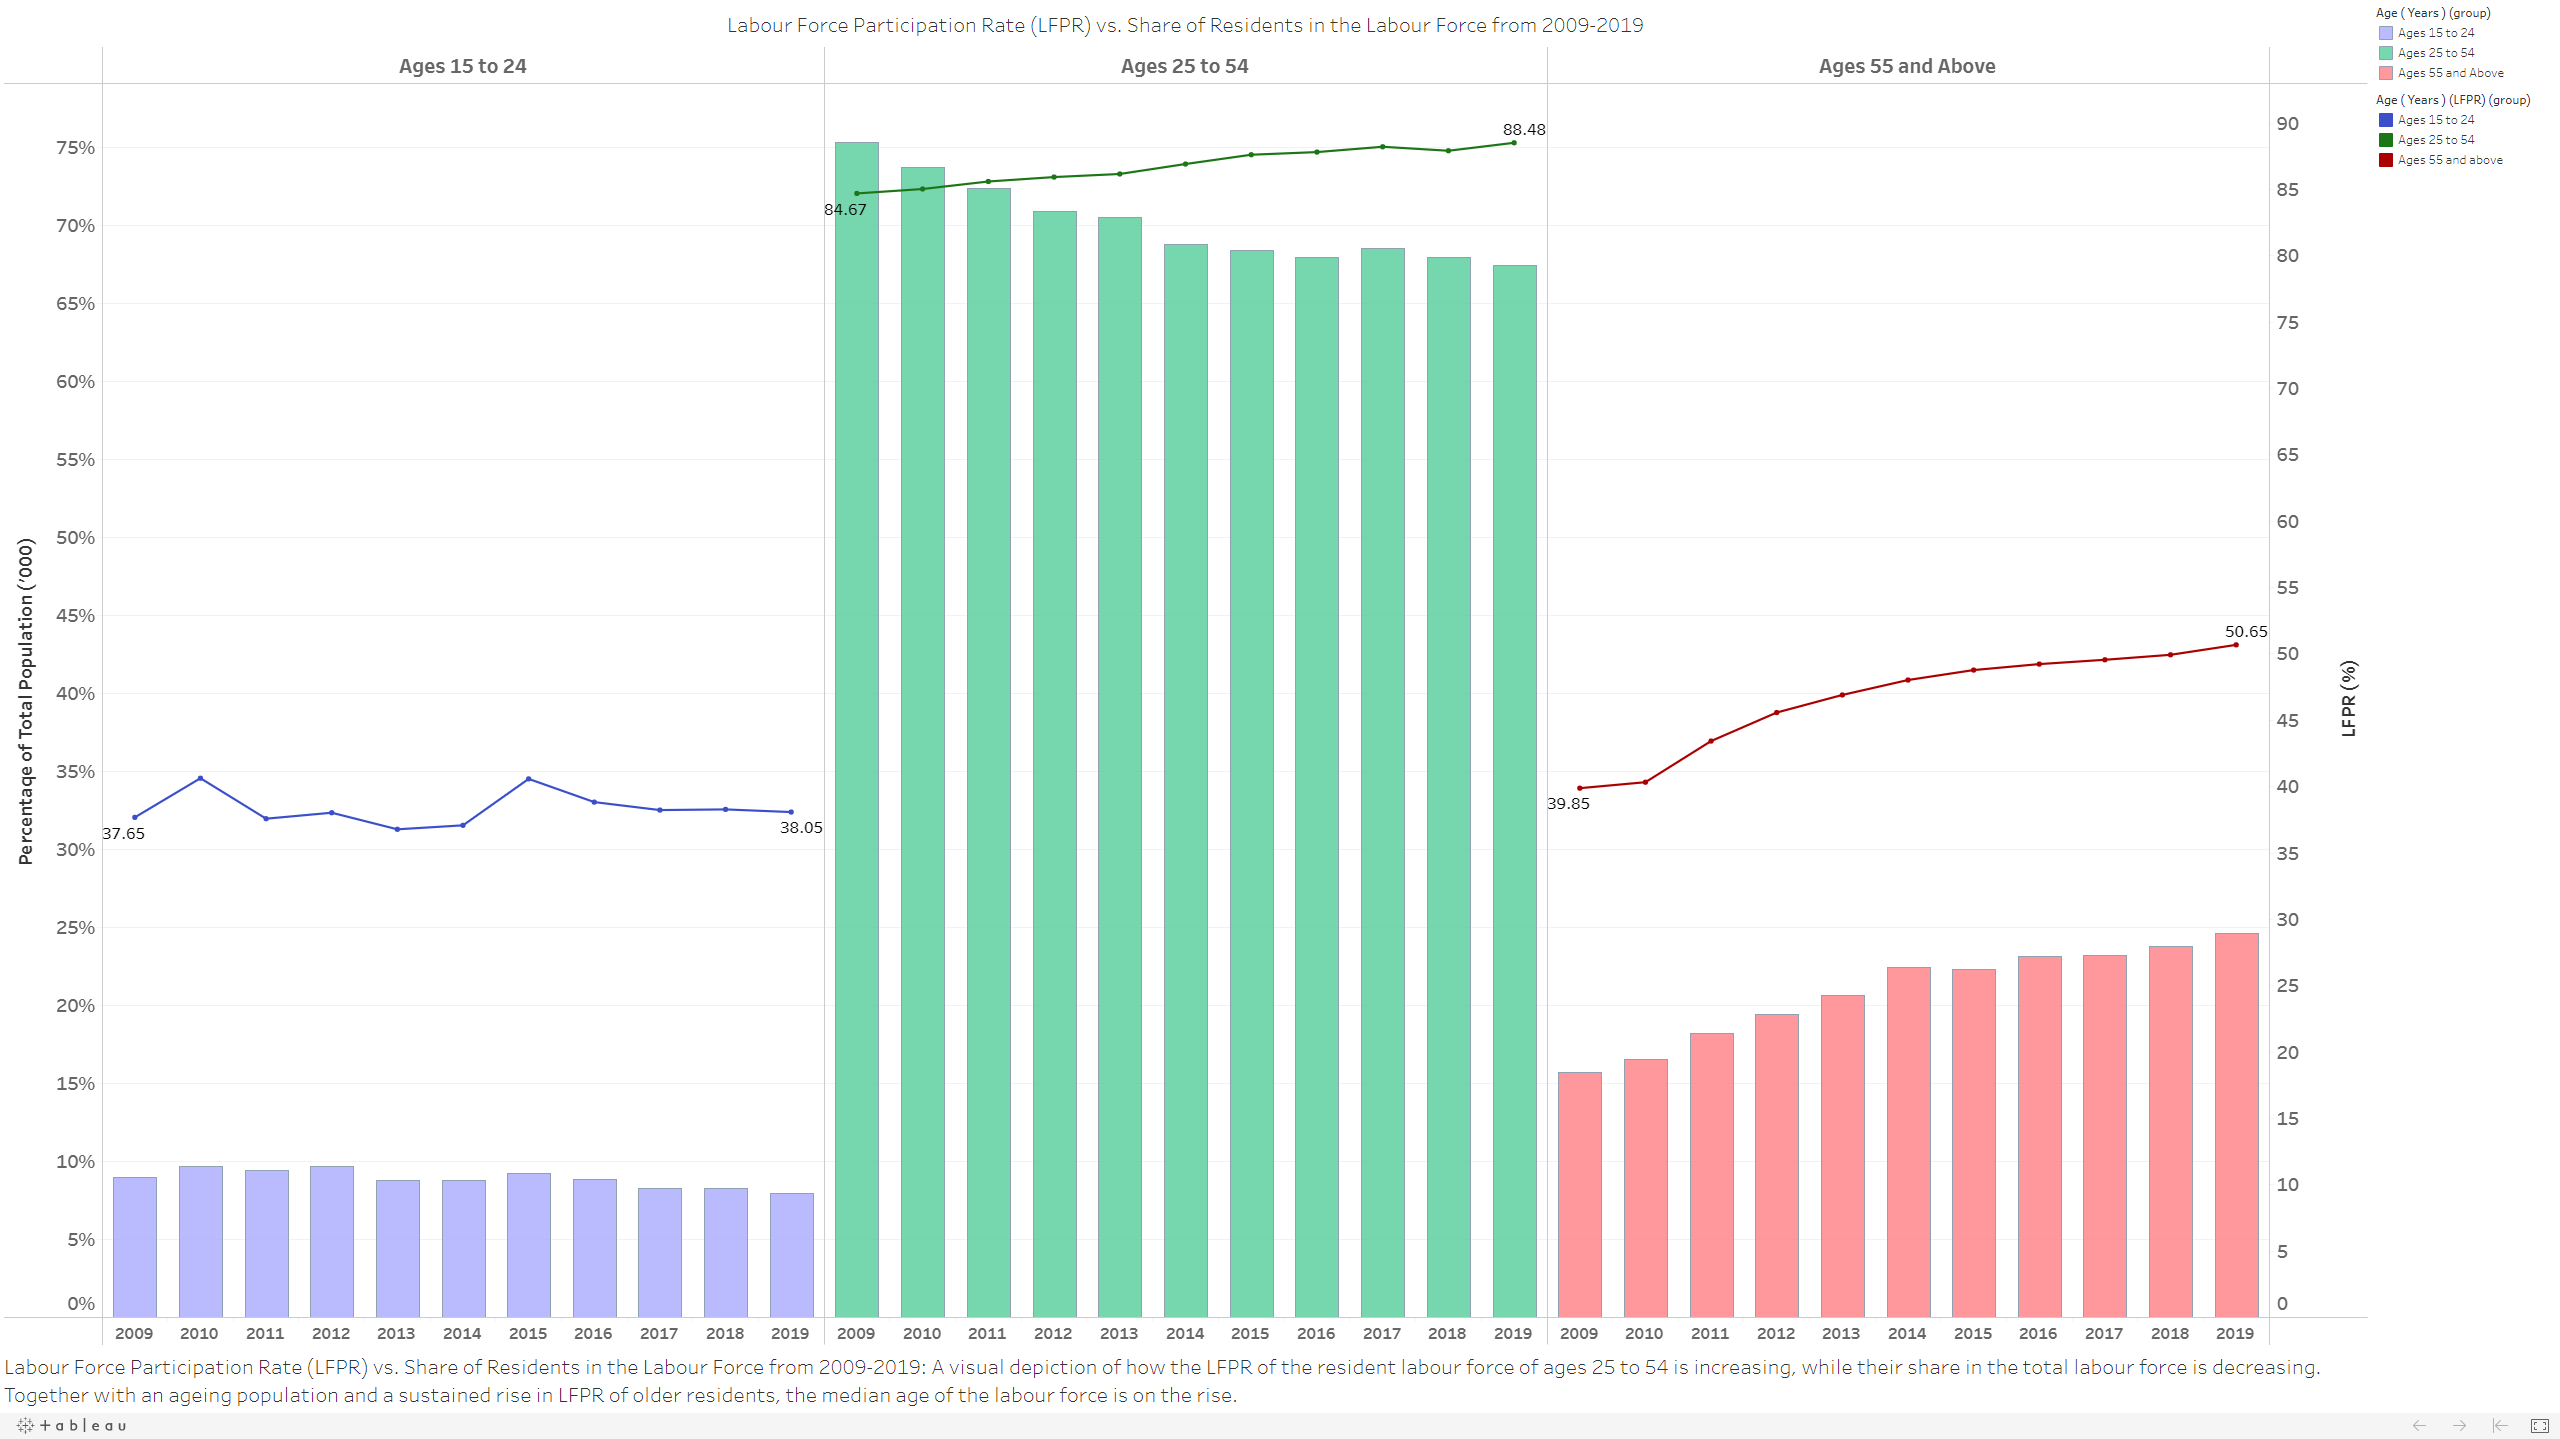 Labour Force Participation Rate (LFPR) vs. Share of Residents in the Labour Force from 2009-2019
Age ( Years ) (group)
Ages 15 to 24
Ages 25 to 54
Ages 55 and Above
Age ( Years ) (LFPR) (group)
Ages 15 to 24
Ages 25 to 54
Ages 55 and above
Ages 15 to 24
Ages 25 to 54
Ages 55 and Above
Percentage of Total Population ('000)
75%
70%
65%
60%
55%
50%
45%
40%
35%
30%
25%
20%
15%
10%
5%
0%
37.65
38.05
84.67
88.48
39.85
50.65
90
85
80
75
70
65
60
55
50
45
40
35
30
25
20
15
10
5
0
LFPR (%)
2009 2010 2011 2012 2013 2014 2015 2016 2017 2018 2019
2009 2010 2011 2012 2013 2014 2015 2016 2017 2018 2019
2009 2010 2011 2012 2013 2014 2015 2016 2017 2018 2019
Labour Force Participation Rate (LFPR) vs. Share of Residents in the Labour Force from 2009-2019: A visual depiction of how the LFPR of the resident labour force of ages 25 to 54 is increasing, while their share in the total labour force is decreasing.
Together with an ageing population and a sustained rise in LFPR of older residents, the median age of the labour force is on the rise.
+ableau